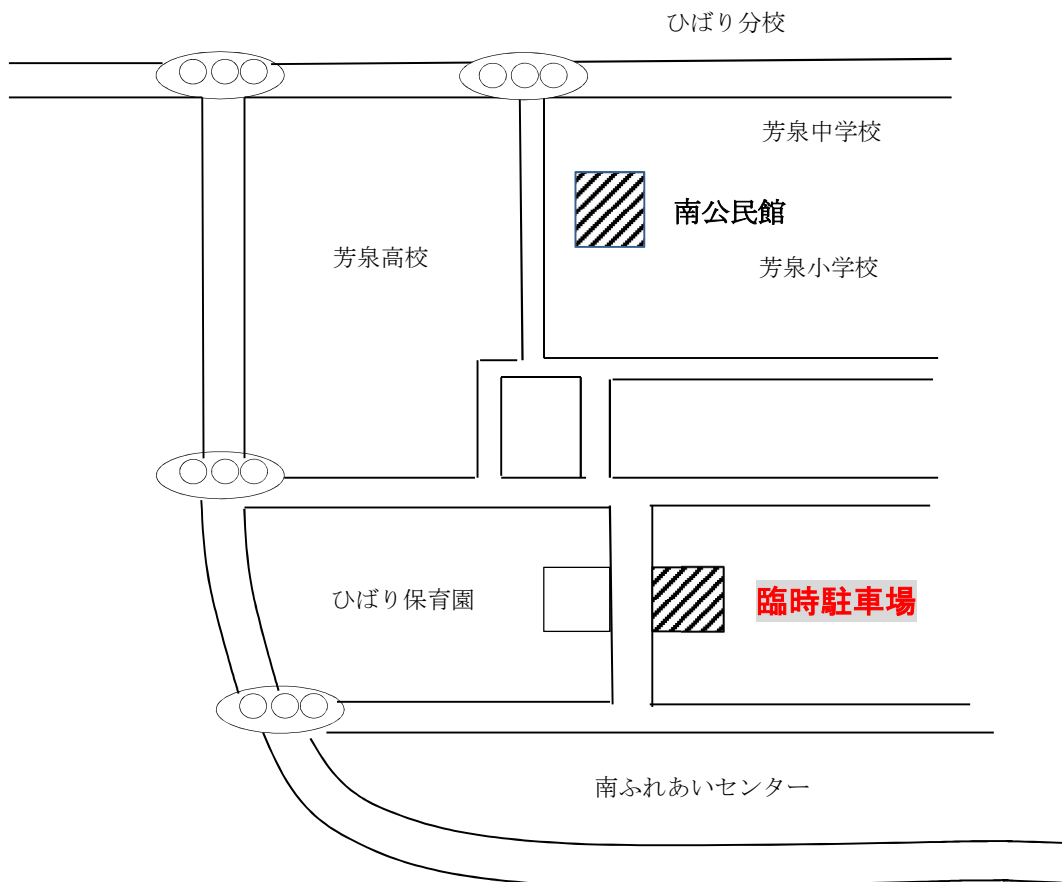 ひばり分校
芳泉中学校
南公民館
芳泉高校
芳泉小学校
ひばり保育園
臨時駐車場
南ふれあいセンター